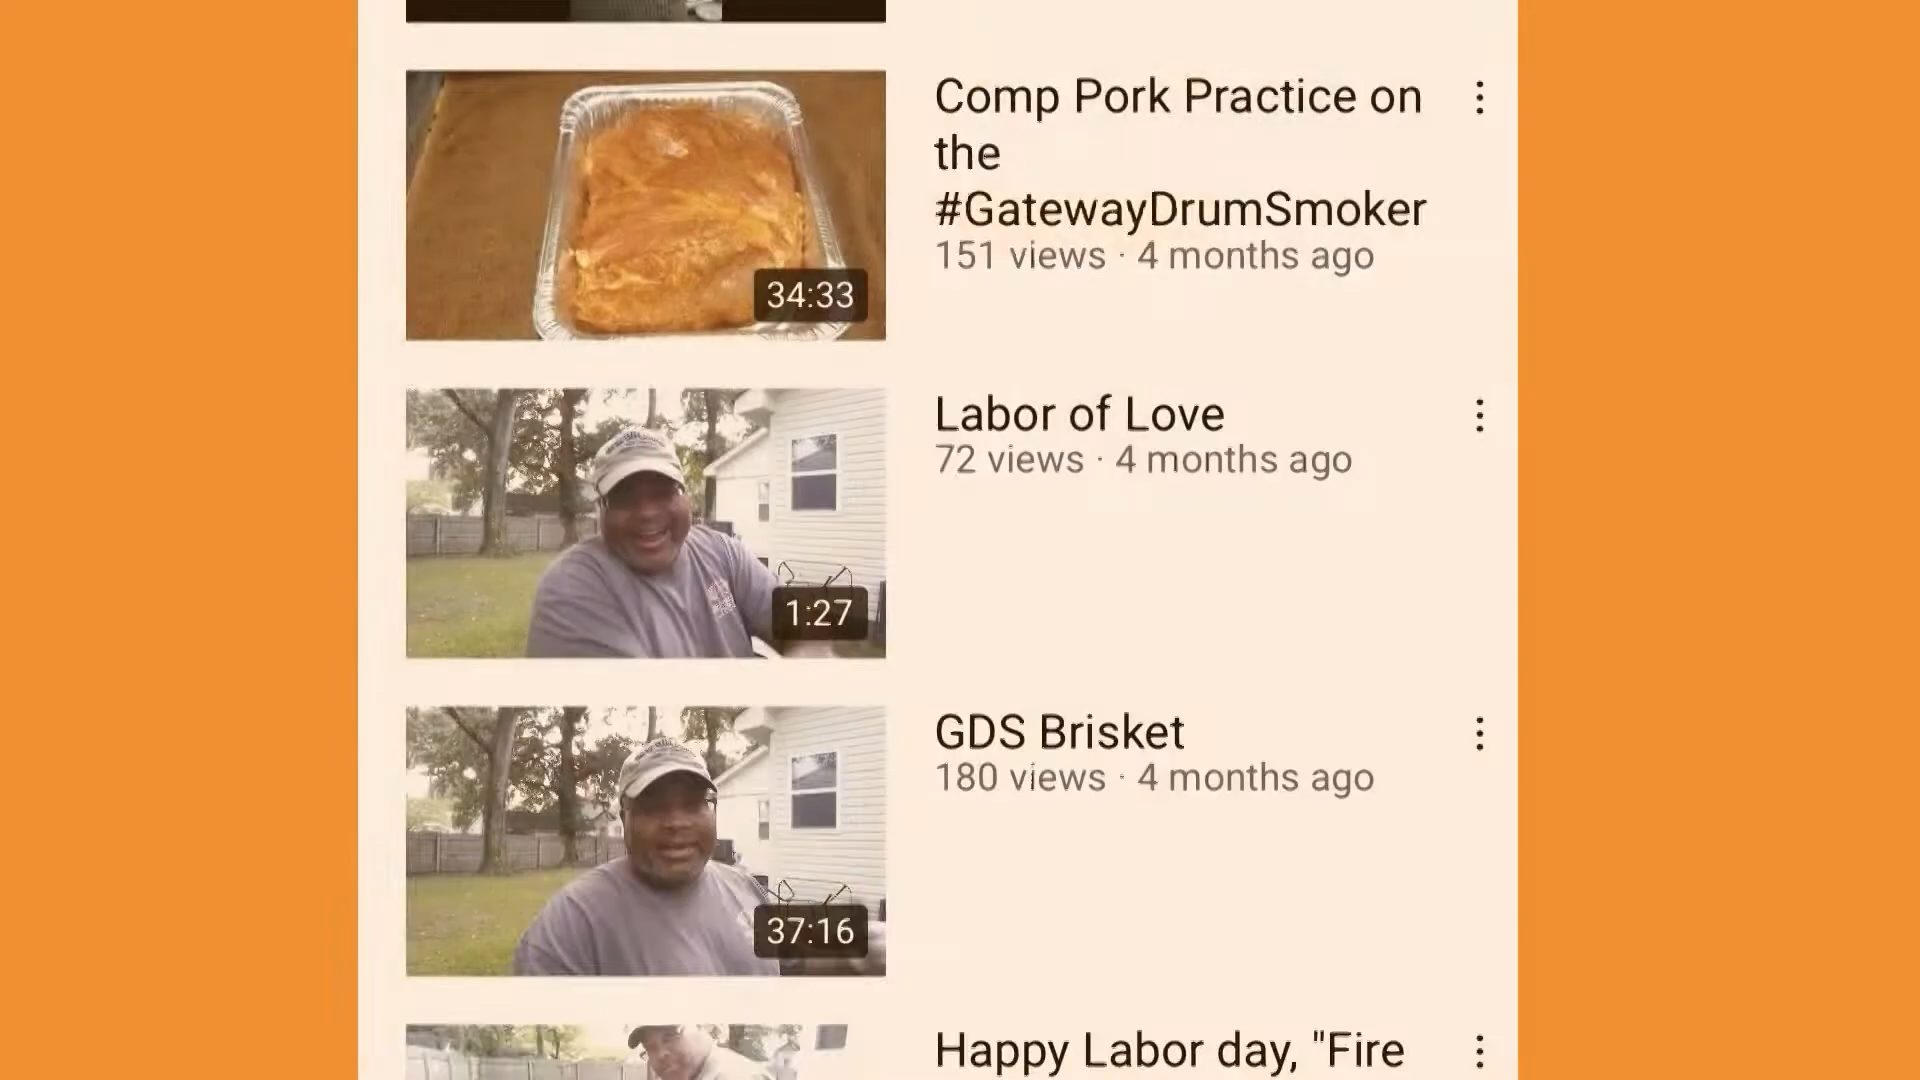 Comp Pork Practice on
the
#GatewayDrumSmoker
151 views · 4 months ago
34:33
Labor of Love
72 views · 4 months ago
1:27
GDS Brisket
180 views · 4 months ago
37:16
Happy Labor day, "Fire